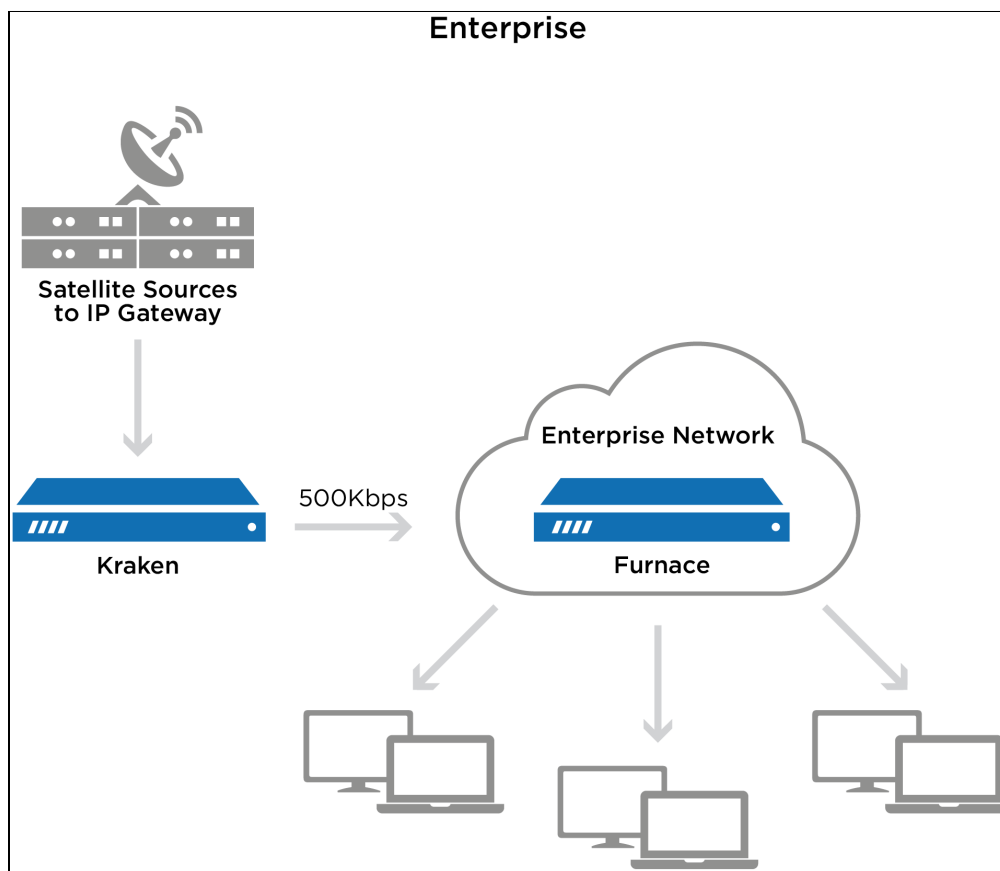 Enterprise
Satellite Sources
to IP Gateway
500Kbps
Kraken
Enterprise Network
Furnace